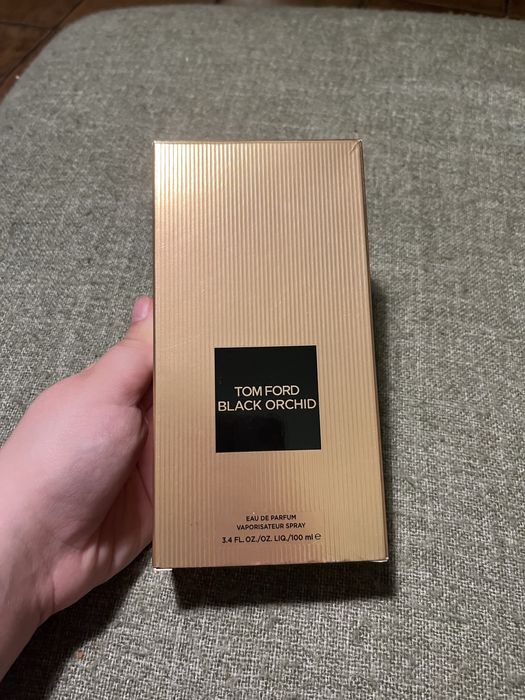 TOM FORD
BLACK ORCHID
EAU DE PARFUM
VAPORISATEUR SPRAY
3.4 FL. OZ./OZ. LIQ./100 ml ℮